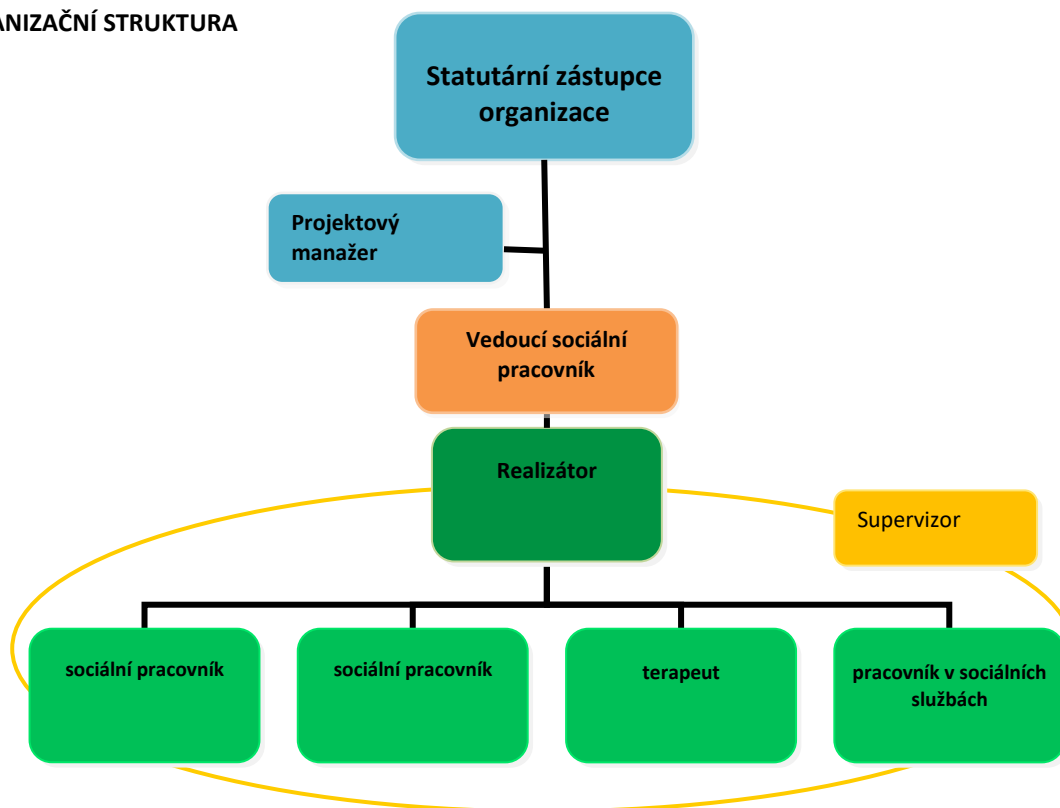 ANIZAČNÍ STRUKTURA
Statutární zástupce
organizace
Projektový
manažer
Vedoucí sociální
pracovník
Realizátor
Supervizor
sociální pracovník
sociální pracovník
terapeut
pracovník v sociálních
službách